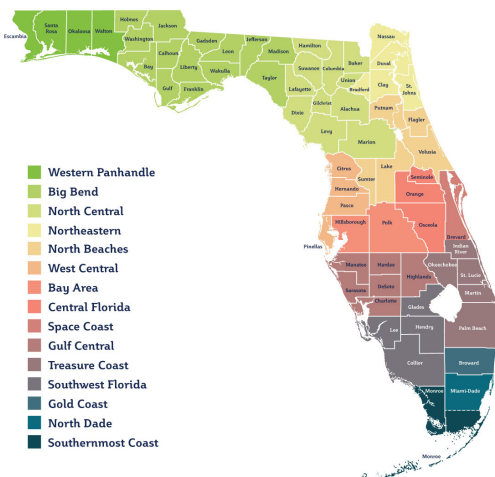 Escambia
Santa
Rosa
Okaloosa
Walton
Holmes
Jackson
Washington
Bay
Calhoun
Gulf
Gadsden
Liberty
Franklin
Leon
Wakulla
Jefferson
Madison
Taylor
Hamilton
Suwanee
Lafayette
Dixie
Columbia
Gilchrist
Levy
Baker
Union
Bradford
Alachua
Marion
Nassau
Duval
Clay
St.
Johns
Putnam
Flagler
Volusia
Citrus
Hernando
Pasco
Pinellas
Sumter
Lake
Seminole
Orange
Hillsborough
Polk
Osceola
Brevard
Indian
River
Manatee
Hardee
Highlands
Okeechobee
St. Lucie
Sarasota
DeSoto
Martin
Charlotte
Glades
Lee
Hendry
Palm Beach
Collier
Broward
Monroe
Miami-Dade
Monroe
Western Panhandle
Big Bend
North Central
Northeastern
North Beaches
West Central
Bay Area
Central Florida
Space Coast
Gulf Central
Treasure Coast
Southwest Florida
Gold Coast
North Dade
Southernmost Coast